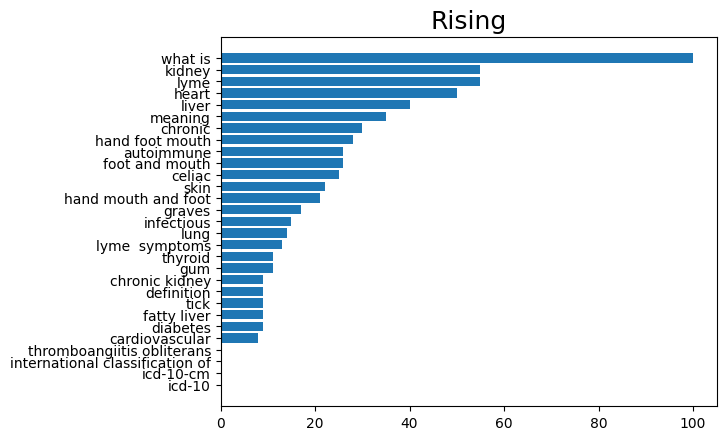 Rising
what is
kidney
lyme
heart
liver
meaning
chronic
hand foot mouth
autoimmune
foot and mouth
celiac
skin
hand mouth and foot
graves
infectious
lung
lyme  symptoms
thyroid
gum
chronic kidney
definition
tick
fatty liver
diabetes
cardiovascular
thromboangiitis obliterans
international classification of
icd-10-cm
icd-10
0 20 40 60 80 100